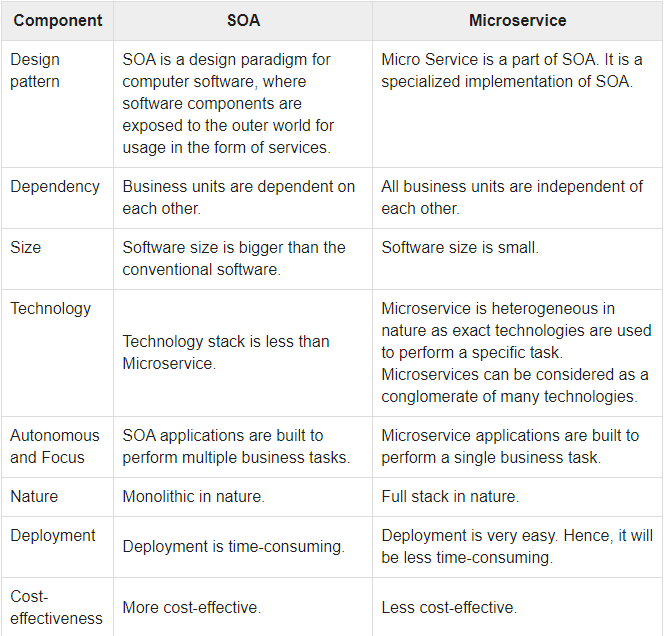 Component SOA Microservice
Design
pattern
SOA is a design paradigm for
computer software, where
software components are
exposed to the outer world for
usage in the form of services.
Micro Service is a part of SOA. It is a
specialized implementation of SOA.
Dependency
Business units are dependent on
each other.
All business units are independent of
each other.
Size
Software size is bigger than the
conventional software.
Software size is small.
Technology
Technology stack is less than
Microservice.
Microservice is heterogeneous in
nature as exact technologies are used
to perform a specific task.
Microservices can be considered as a
conglomerate of many technologies.
Autonomous
and Focus
SOA applications are built to
perform multiple business tasks.
Microservice applications are built to
perform a single business task.
Nature
Monolithic in nature.
Full stack in nature.
Deployment
Deployment is time-consuming.
Deployment is very easy. Hence, it will
be less time-consuming.
Cost-
effectiveness
More cost-effective.
Less cost-effective.